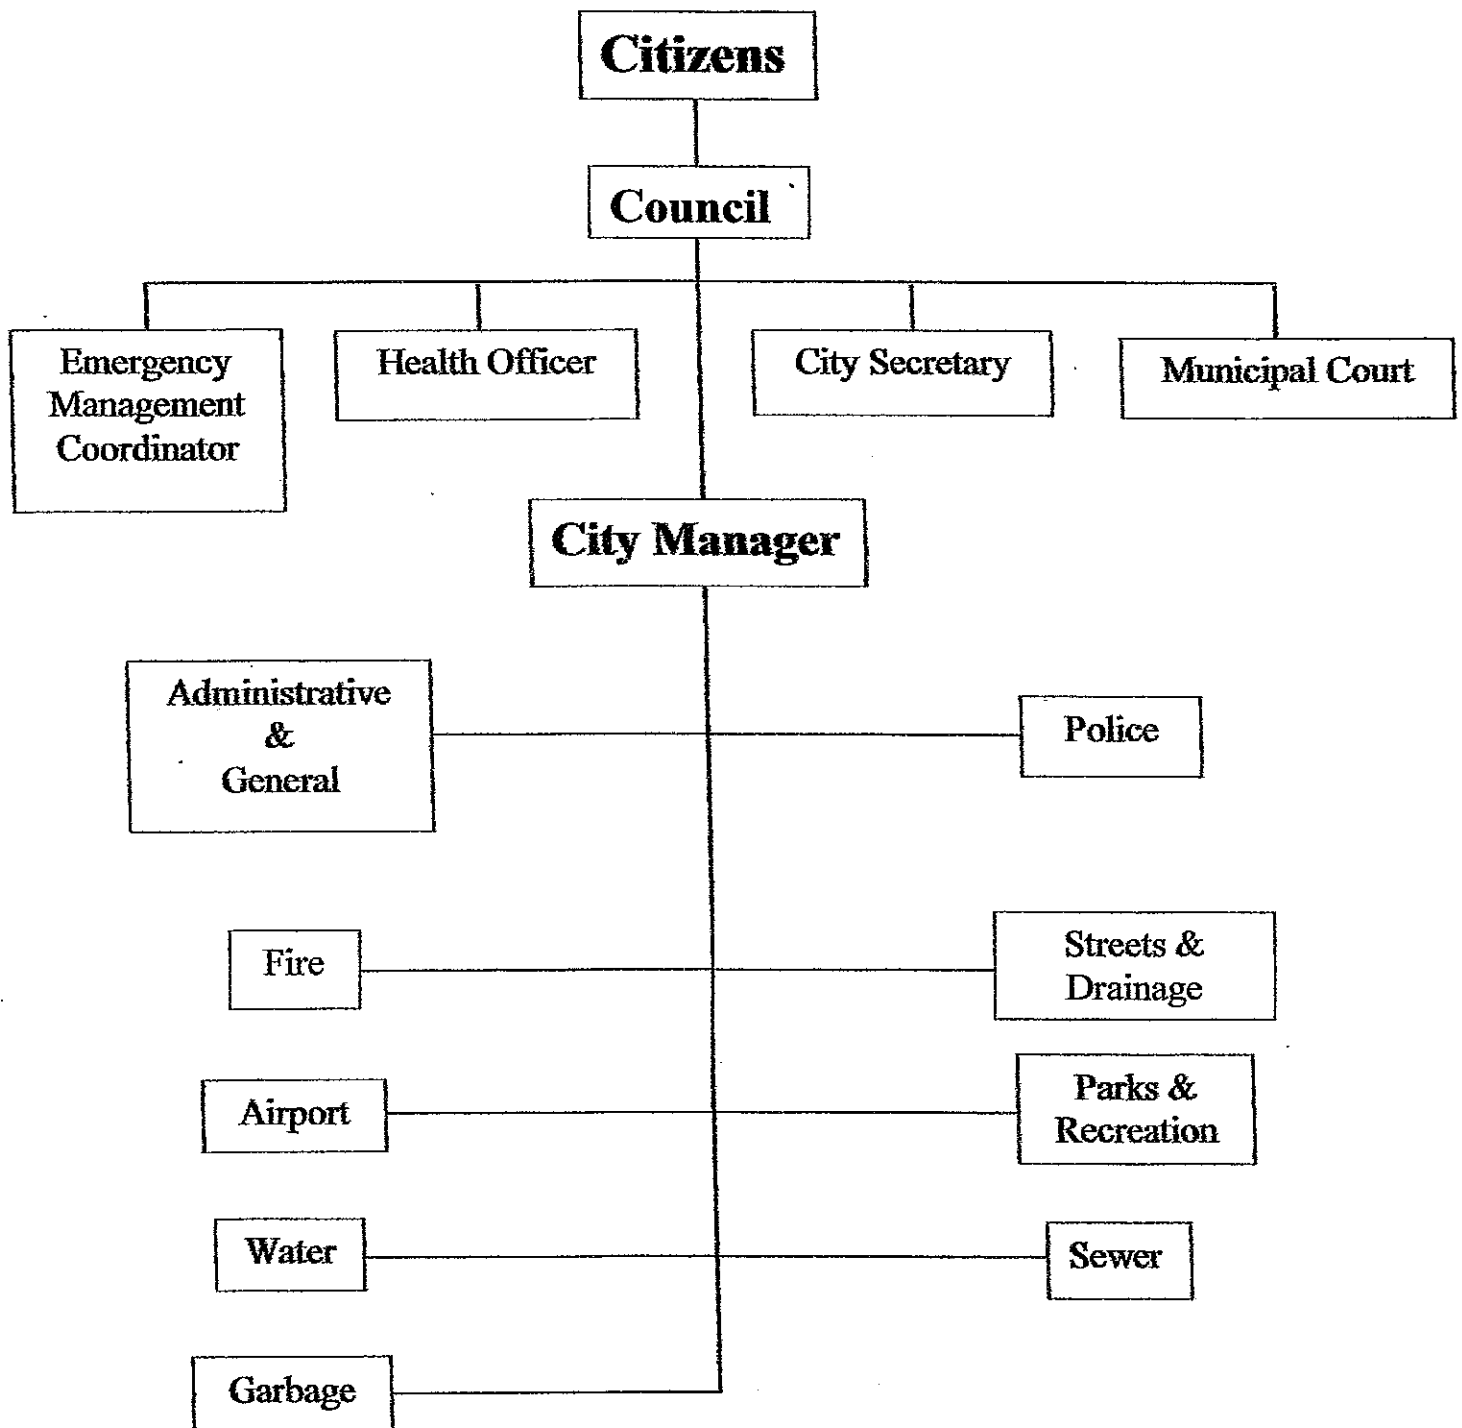 Citizens
Council
Emergency
Management
Coordinator
Health Officer
City Secretary
Municipal Court
City Manager
Administrative
&
General
Police
Fire
Streets &
Drainage
Airport
Parks &
Recreation
Water
Sewer
Garbage